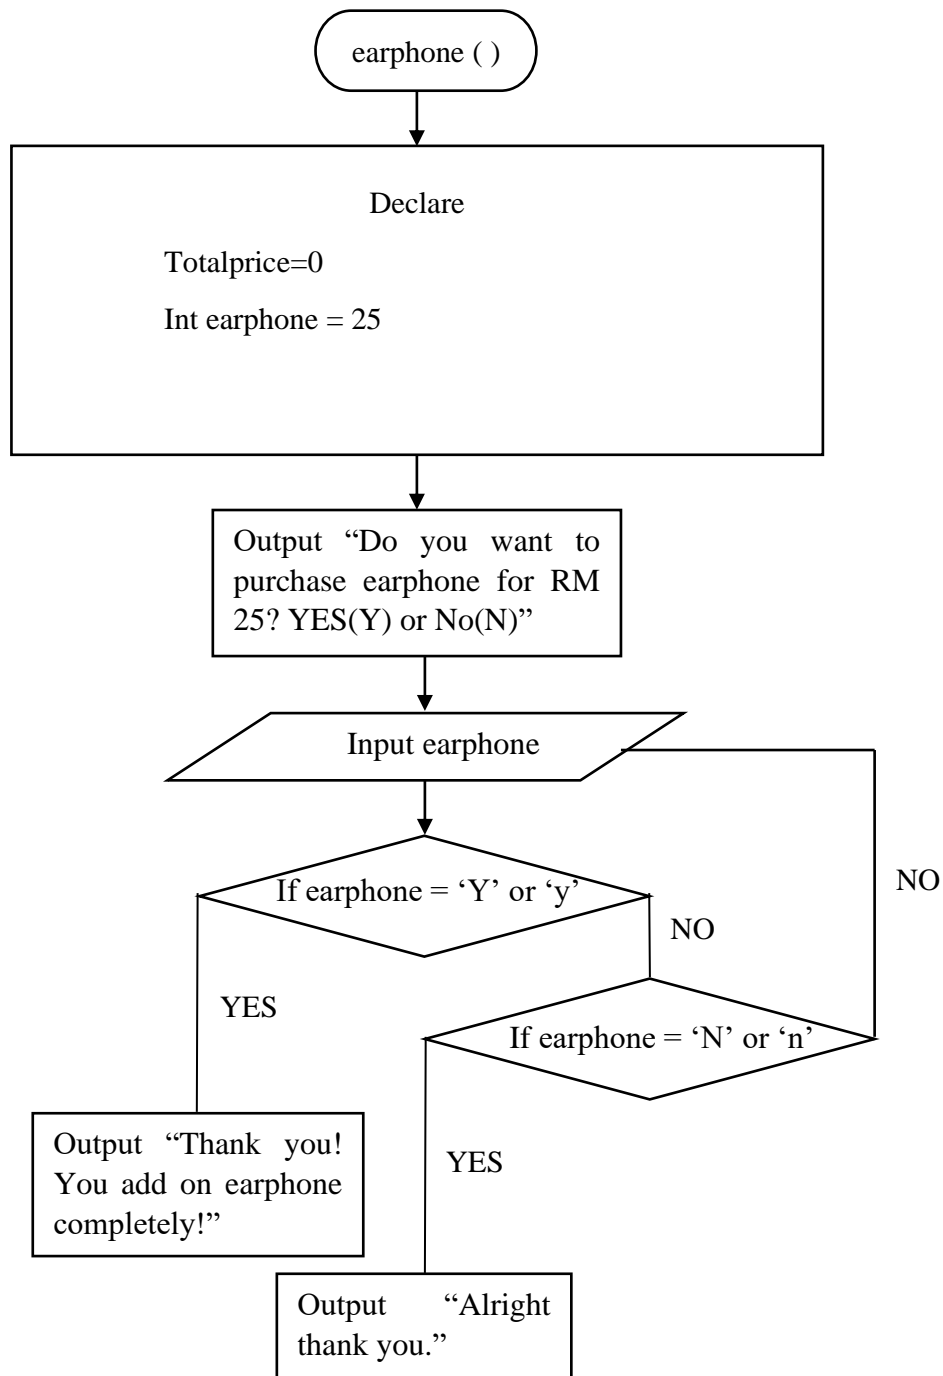 earphone ( )
Declare
Totalprice=0
Int earphone = 25
Output “Do you want to
purchase earphone for RM
25? YES(Y) or No(N)”
Input earphone
If earphone = ‘Y’ or ‘y’
NO
NO
YES
If earphone = ‘N’ or ‘n’
Output “Thank you!
You add on earphone
completely!”
YES
Output “Alright
thank you.”